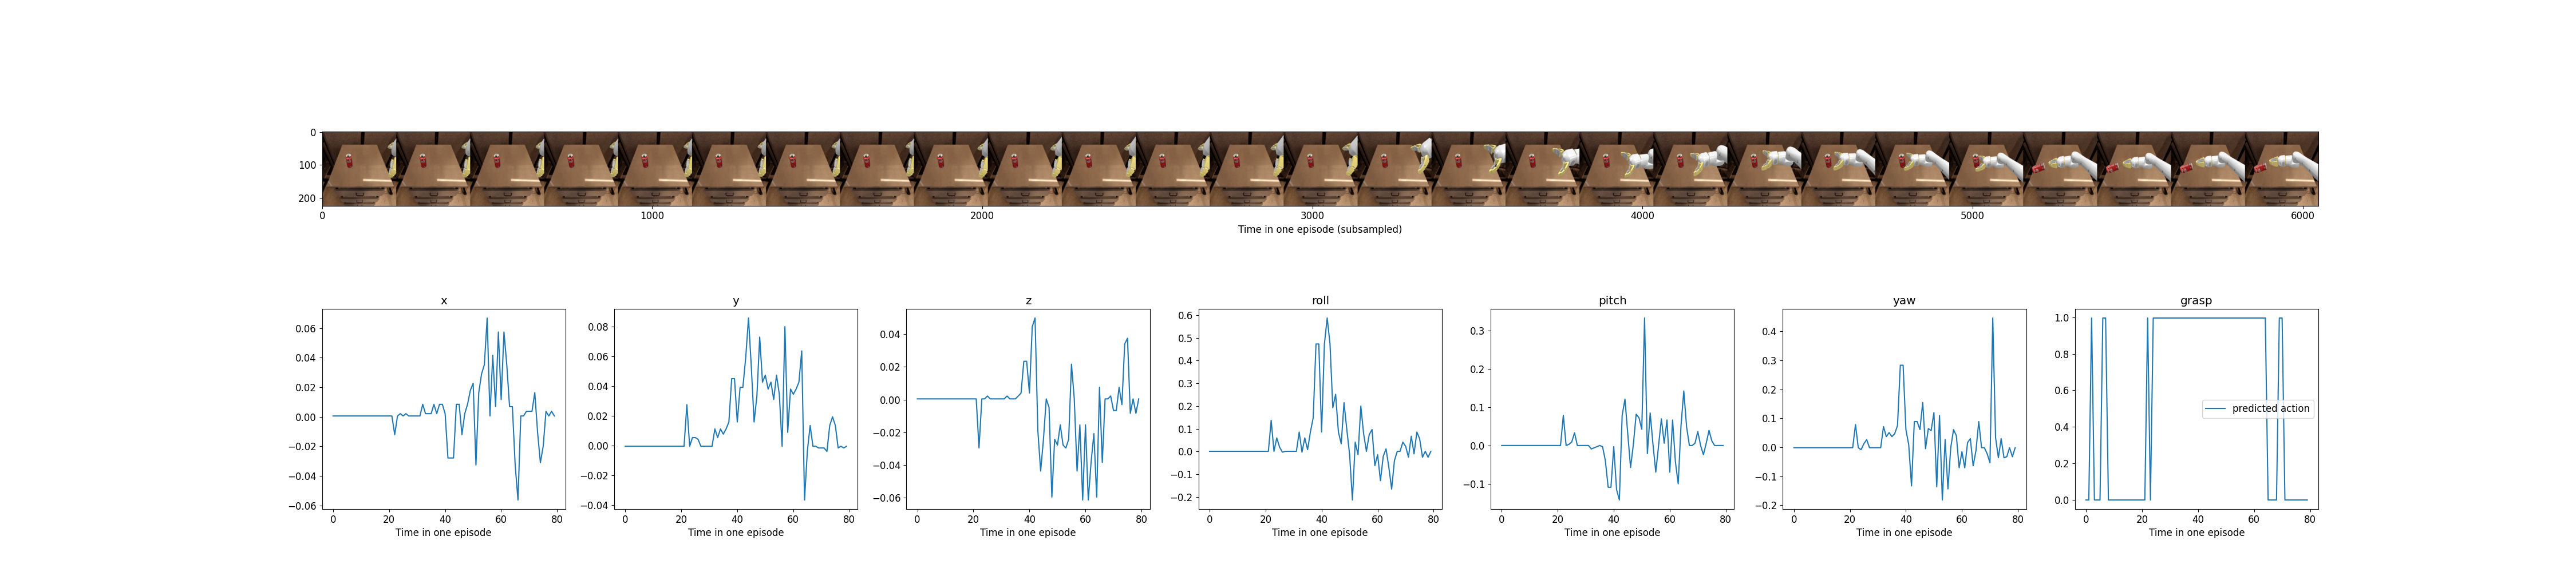 0
100
200
0 1000 2000 3000 4000 5000 6000
Time in one episode (subsampled)
x y z roll pitch yaw grasp
0.06
0.04
0.02
0.00
−0.02
−0.04
−0.06
0 20 40 60 80
Time in one episode
0.08
0.06
0.04
0.02
0.00
−0.02
−0.04
0 20 40 60 80
Time in one episode
0.04
0.02
0.00
−0.02
−0.04
−0.06
0 20 40 60 80
Time in one episode
0.6
0.5
0.4
0.3
0.2
0.1
0.0
−0.1
−0.2
0 20 40 60 80
Time in one episode
0.3
0.2
0.1
0.0
−0.1
0 20 40 60 80
Time in one episode
0.4
0.3
0.2
0.1
0.0
−0.1
−0.2
0 20 40 60 80
Time in one episode
1.0
0.8
0.6
0.4
0.2
0.0
predicted action
0 20 40 60 80
Time in one episode